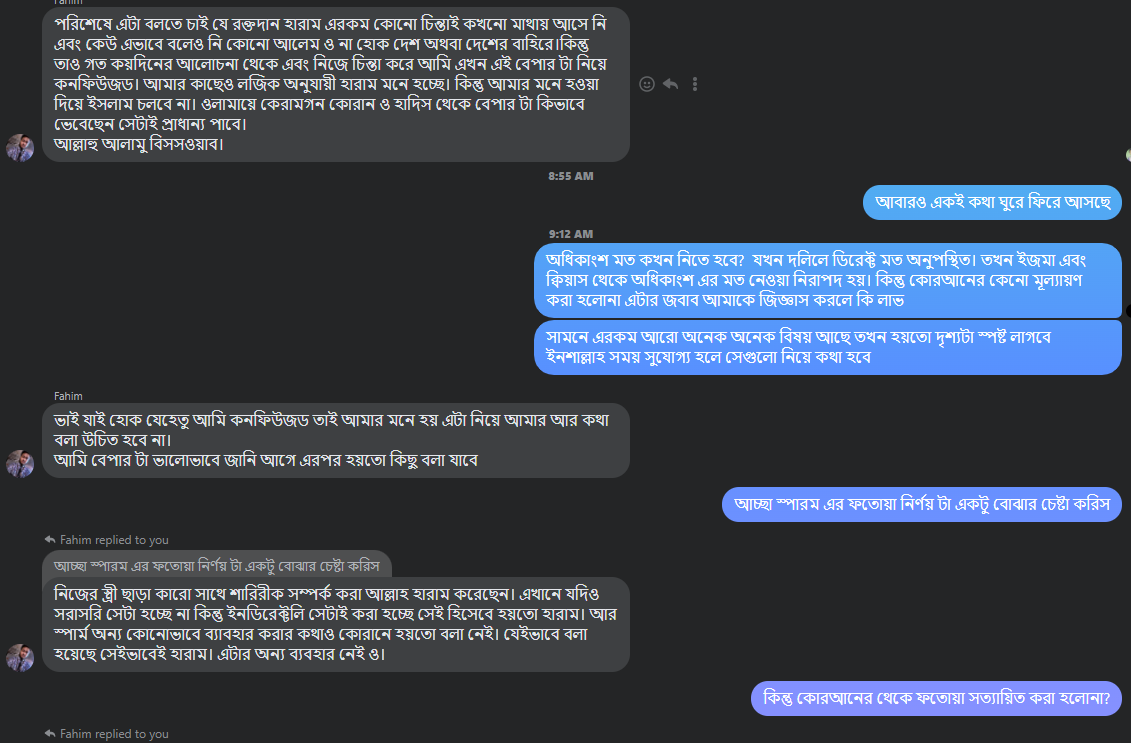 Fahim
পরিশেষে এটা বলতে চাই যে রক্তদান হারাম এরকম কোনো চিন্তাই কখনো মাথায় আসে নি
এবং কেউ এভাবে বলেও নি কোনো আলেম ও না হোক দেশ অথবা দেশের বাহিরে।কিন্তু
তাও গত কয়দিনের আলোচনা থেকে এবং নিজে চিন্তা করে আমি এখন এই বেপার টা নিয়ে
কনফিউজড। আমার কাছেও লজিক অনুযায়ী হারাম মনে হচ্ছে। কিন্তু আমার মনে হওয়া
দিয়ে ইসলাম চলবে না। ওলামায়ে কেরামগন কোরান ও হাদিস থেকে বেপার টা কিভাবে
ভেবেছেন সেটাই প্রাধান্য পাবে।
আল্লাহু আলামু বিসসওয়াব।
8:55 AM
আবারও একই কথা ঘুরে ফিরে আসছে
9:12 AM
অধিকাংশ মত কখন নিতে হবে? যখন দলিলে ডিরেক্ট মত অনুপস্থিত। তখন ইজমা এবং
ক্বিয়াস থেকে অধিকাংশ এর মত নেওয়া নিরাপদ হয়। কিন্তু কোরআনের কেনো মূল্যায়ণ
করা হলোনা এটার জবাব আমাকে জিজ্ঞাস করলে কি লাভ
সামনে এরকম আরো অনেক অনেক বিষয় আছে তখন হয়তো দৃশ্যটা স্পষ্ট লাগবে
ইনশাল্লাহ সময় সুযোগ্য হলে সেগুলো নিয়ে কথা হবে
Fahim
ভাই যাই হোক যেহেতু আমি কনফিউজড তাই আমার মনে হয় এটা নিয়ে আমার আর কথা
বলা উচিত হবে না।
আমি বেপার টা ভালোভাবে জানি আগে এরপর হয়তো কিছু বলা যাবে
আচ্ছা স্পারম এর ফতোয়া নির্ণয় টা একটু বোঝার চেষ্টা করিস
Fahim replied to you
আচ্ছা স্পারম এর ফতোয়া নির্ণয় টা একটু বোঝার চেষ্টা করিস
নিজের স্ত্রী ছাড়া কারো সাথে শারিরীক সম্পর্ক করা আল্লাহ হারাম করেছেন। এখানে যদিও
সরাসরি সেটা হচ্ছে না কিন্তু ইনডিরেক্টলি সেটাই করা হচ্ছে সেই হিসেবে হয়তো হারাম। আর
স্পার্ম অন্য কোনোভাবে ব্যাবহার করার কথাও কোরানে হয়তো বলা নেই। যেইভাবে বলা
হয়েছে সেইভাবেই হারাম। এটার অন্য ব্যবহার নেই ও।
কিন্তু কোরআনের থেকে ফতোয়া সত্যায়িত করা হলোনা?
Fahim replied to you